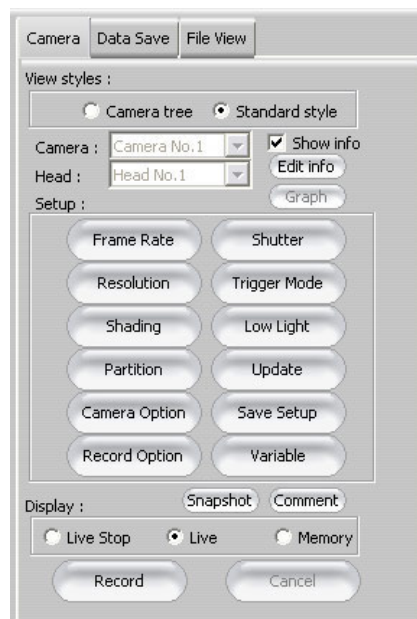 Camera Data Save File View
View styles :
Camera tree Standard style
Camera : Camera No.1 Show info
Head : Head No.1 Edit info
Graph
Setup :
Frame Rate Shutter
Resolution Trigger Mode
Shading Low Light
Partition Update
Camera Option Save Setup
Record Option Variable
Snapshot Comment
Display :
Live Stop Live Memory
Record Cancel